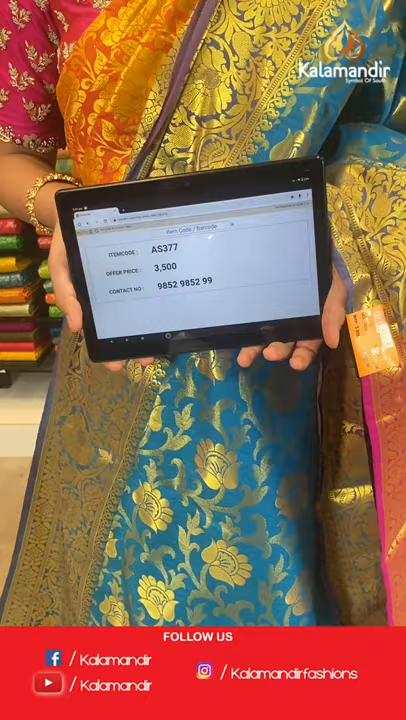 Kalamandir
Symbol Of South
Item Code / Barcode
ITEMCODE : AS377
OFFER PRICE : 3,500
CONTACT NO : 9852 9852 99
FOLLOW US
/ Kalamandir
/ Kalamandirfashions
/ Kalamandir